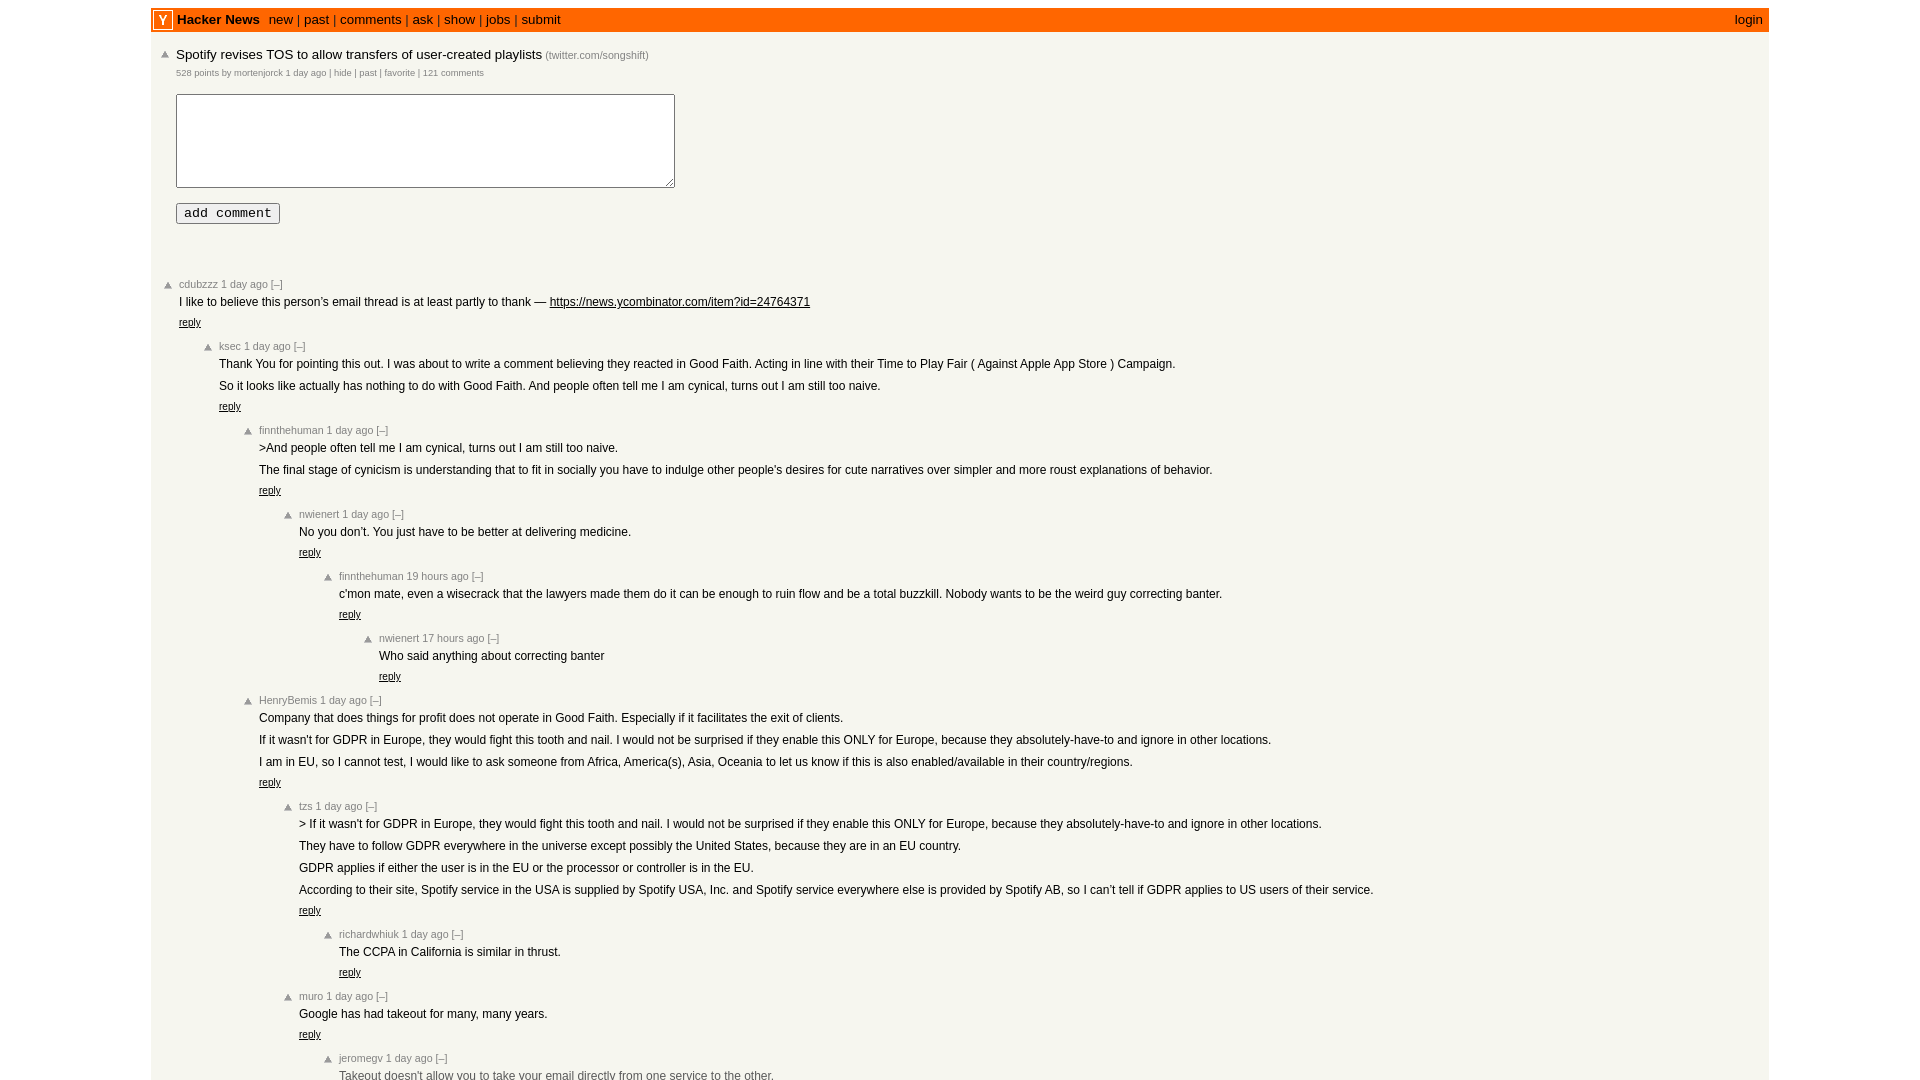 Y Hacker News new | past | comments | ask | show | jobs | submit login
Spotify revises TOS to allow transfers of user-created playlists (twitter.com/songshift)
528 points by mortenjorck 1 day ago | hide | past | favorite | 121 comments
add comment
cdubzzz 1 day ago [–]
I like to believe this person’s email thread is at least partly to thank — https://news.ycombinator.com/item?id=24764371
reply
ksec 1 day ago [–]
Thank You for pointing this out. I was about to write a comment believing they reacted in Good Faith. Acting in line with their Time to Play Fair ( Against Apple App Store ) Campaign.
So it looks like actually has nothing to do with Good Faith. And people often tell me I am cynical, turns out I am still too naive.
reply
finnthehuman 1 day ago [–]
>And people often tell me I am cynical, turns out I am still too naive.
The final stage of cynicism is understanding that to fit in socially you have to indulge other people's desires for cute narratives over simpler and more roust explanations of behavior.
reply
nwienert 1 day ago [–]
No you don’t. You just have to be better at delivering medicine.
reply
finnthehuman 19 hours ago [–]
c'mon mate, even a wisecrack that the lawyers made them do it can be enough to ruin flow and be a total buzzkill. Nobody wants to be the weird guy correcting banter.
reply
nwienert 17 hours ago [–]
Who said anything about correcting banter
reply
HenryBemis 1 day ago [–]
Company that does things for profit does not operate in Good Faith. Especially if it facilitates the exit of clients.
If it wasn't for GDPR in Europe, they would fight this tooth and nail. I would not be surprised if they enable this ONLY for Europe, because they absolutely-have-to and ignore in other locations.
I am in EU, so I cannot test, I would like to ask someone from Africa, America(s), Asia, Oceania to let us know if this is also enabled/available in their country/regions.
reply
tzs 1 day ago [–]
> If it wasn't for GDPR in Europe, they would fight this tooth and nail. I would not be surprised if they enable this ONLY for Europe, because they absolutely-have-to and ignore in other locations.
They have to follow GDPR everywhere in the universe except possibly the United States, because they are in an EU country.
GDPR applies if either the user is in the EU or the processor or controller is in the EU.
According to their site, Spotify service in the USA is supplied by Spotify USA, Inc. and Spotify service everywhere else is provided by Spotify AB, so I can’t tell if GDPR applies to US users of their service.
reply
richardwhiuk 1 day ago [–]
The CCPA in California is similar in thrust.
reply
muro 1 day ago [–]
Google has had takeout for many, many years.
reply
jeromegv 1 day ago [–]
Takeout doesn't allow you to take your email directly from one service to the other.